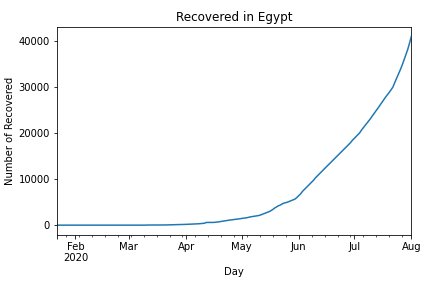 Recovered in Egypt
Number of Recovered
40000
30000
20000
10000
0
Feb Mar Apr May Jun Jul Aug
2020
Day